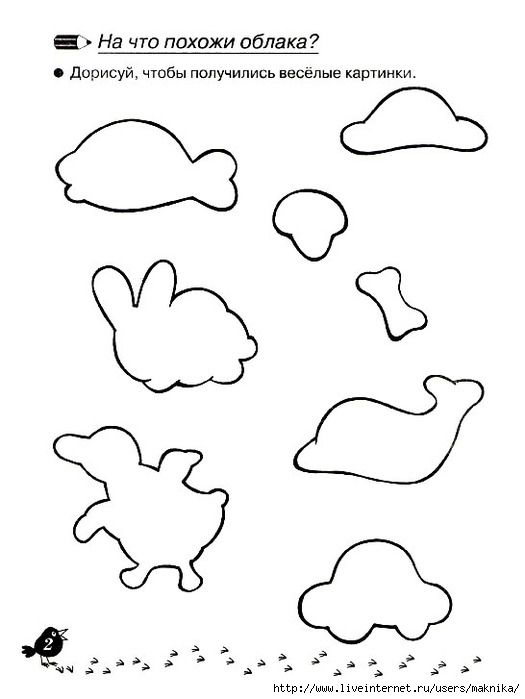 На что похожи облака?
Дорисуй, чтобы получились весёлые картинки.
2
http://www.liveinternet.ru/users/maknika/